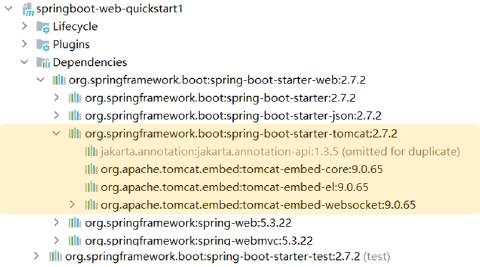 springboot-web-quickstart1
Lifecycle
Plugins
Dependencies
org.springframework.boot:spring-boot-starter-web:2.7.2
org.springframework.boot:spring-boot-starter:2.7.2
org.springframework.boot:spring-boot-starter-json:2.7.2
org.springframework.boot:spring-boot-starter-tomcat:2.7.2
jakarta.annotation:jakarta.annotation-api:1.3.5 (omitted for duplicate)
org.apache.tomcat.embed:tomcat-embed-core:9.0.65
org.apache.tomcat.embed:tomcat-embed-el:9.0.65
org.apache.tomcat.embed:tomcat-embed-websocket:9.0.65
org.springframework:spring-web:5.3.22
org.springframework:spring-webmvc:5.3.22
org.springframework.boot:spring-boot-starter-test:2.7.2 (test)